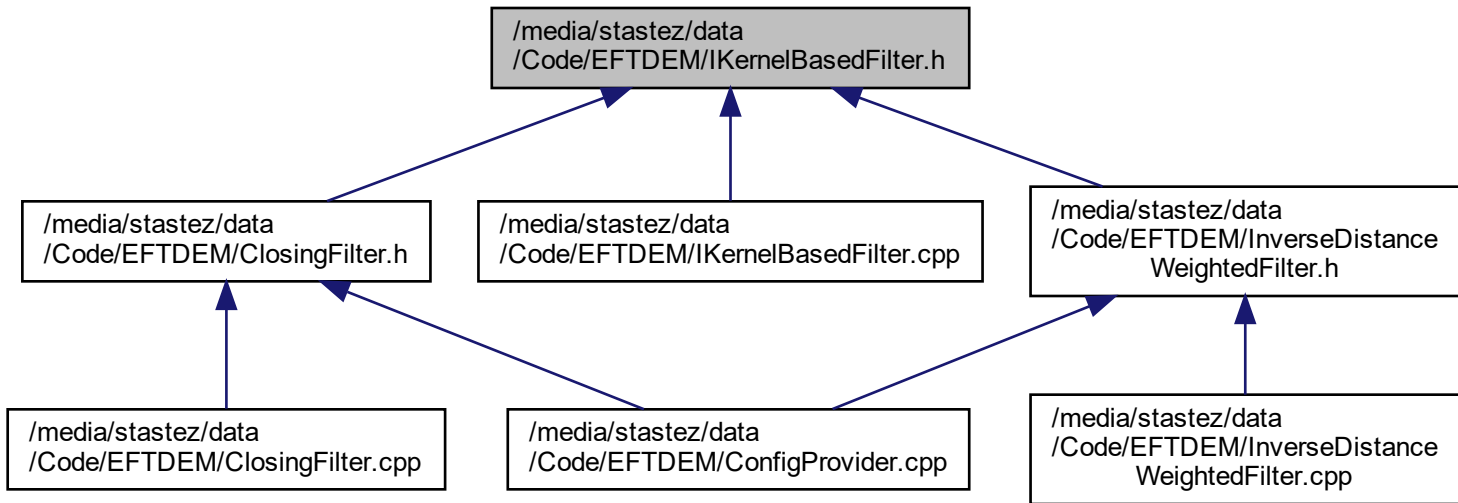 /media/stastez/data
/Code/EFTDEM/IKernelBasedFilter.h
/media/stastez/data
/Code/EFTDEM/ClosingFilter.h
/media/stastez/data
/Code/EFTDEM/IKernelBasedFilter.cpp
/media/stastez/data
/Code/EFTDEM/InverseDistance
WeightedFilter.h
/media/stastez/data
/Code/EFTDEM/ClosingFilter.cpp
/media/stastez/data
/Code/EFTDEM/ConfigProvider.cpp
/media/stastez/data
/Code/EFTDEM/InverseDistance
WeightedFilter.cpp